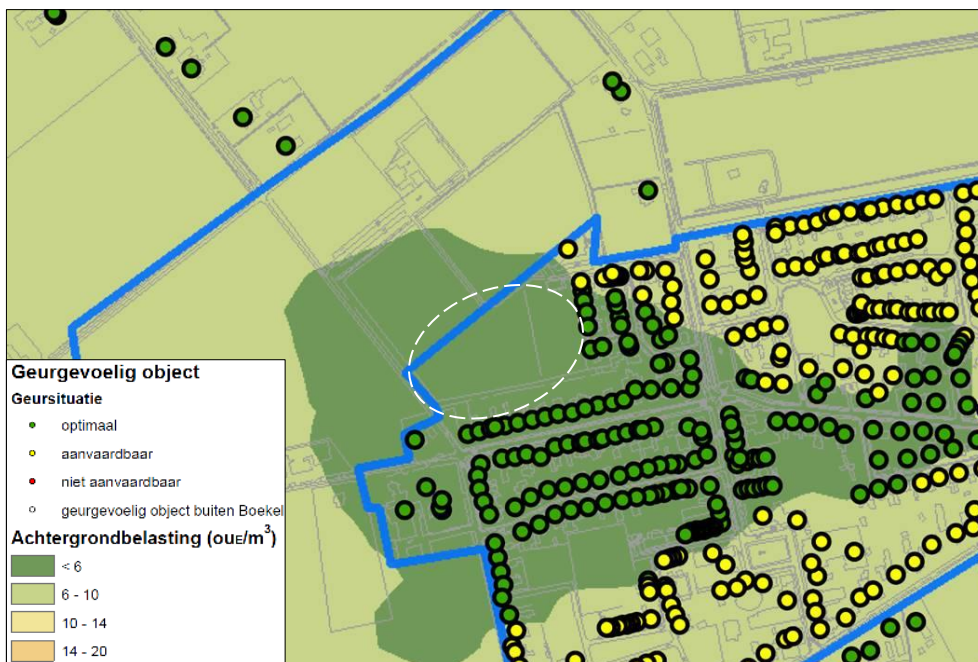 Geurgevoelig object
Geursituatie
optimaal
aanvaardbaar
niet aanvaardbaar
geurgevoelig object buiten Boekel
Achtergrondbelasting (ouE/m³)
< 6
6 - 10
10 - 14
14 - 20